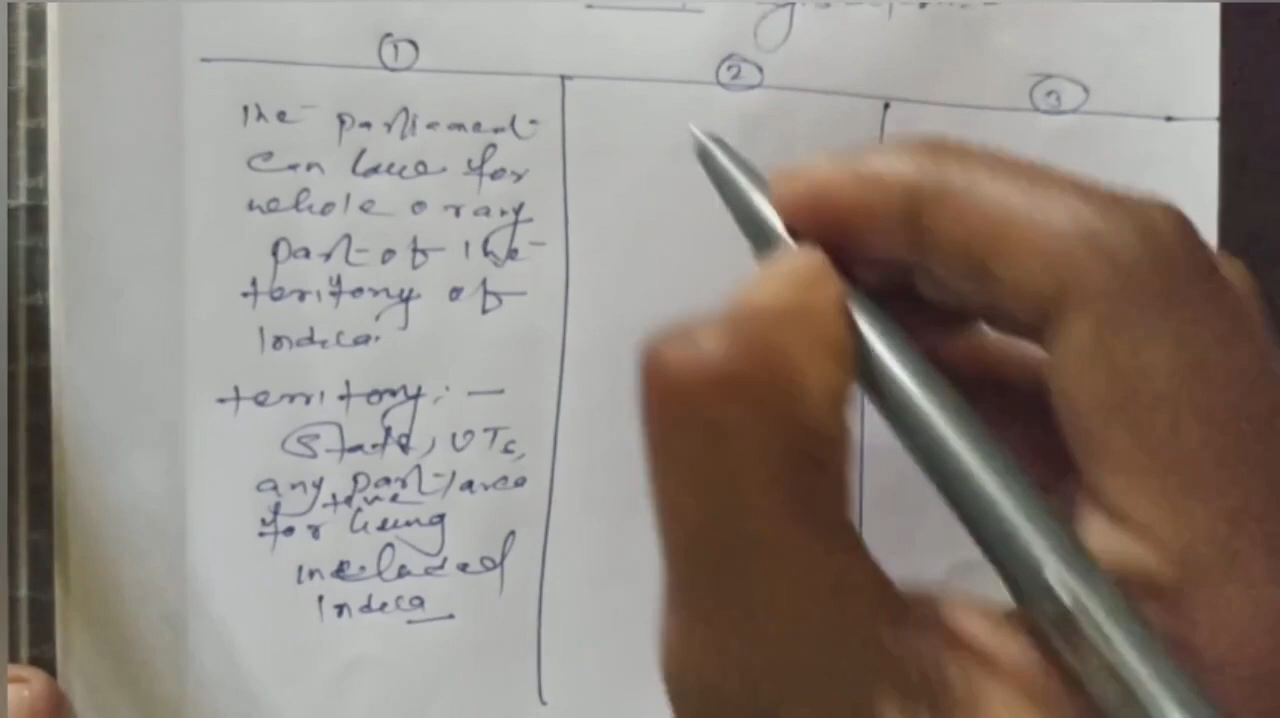 ①
②
③
The parliament
can law for
whole or any
part of the
territory of
India.
territory: —
State, UTs,
any part/area
for time
being
included
India